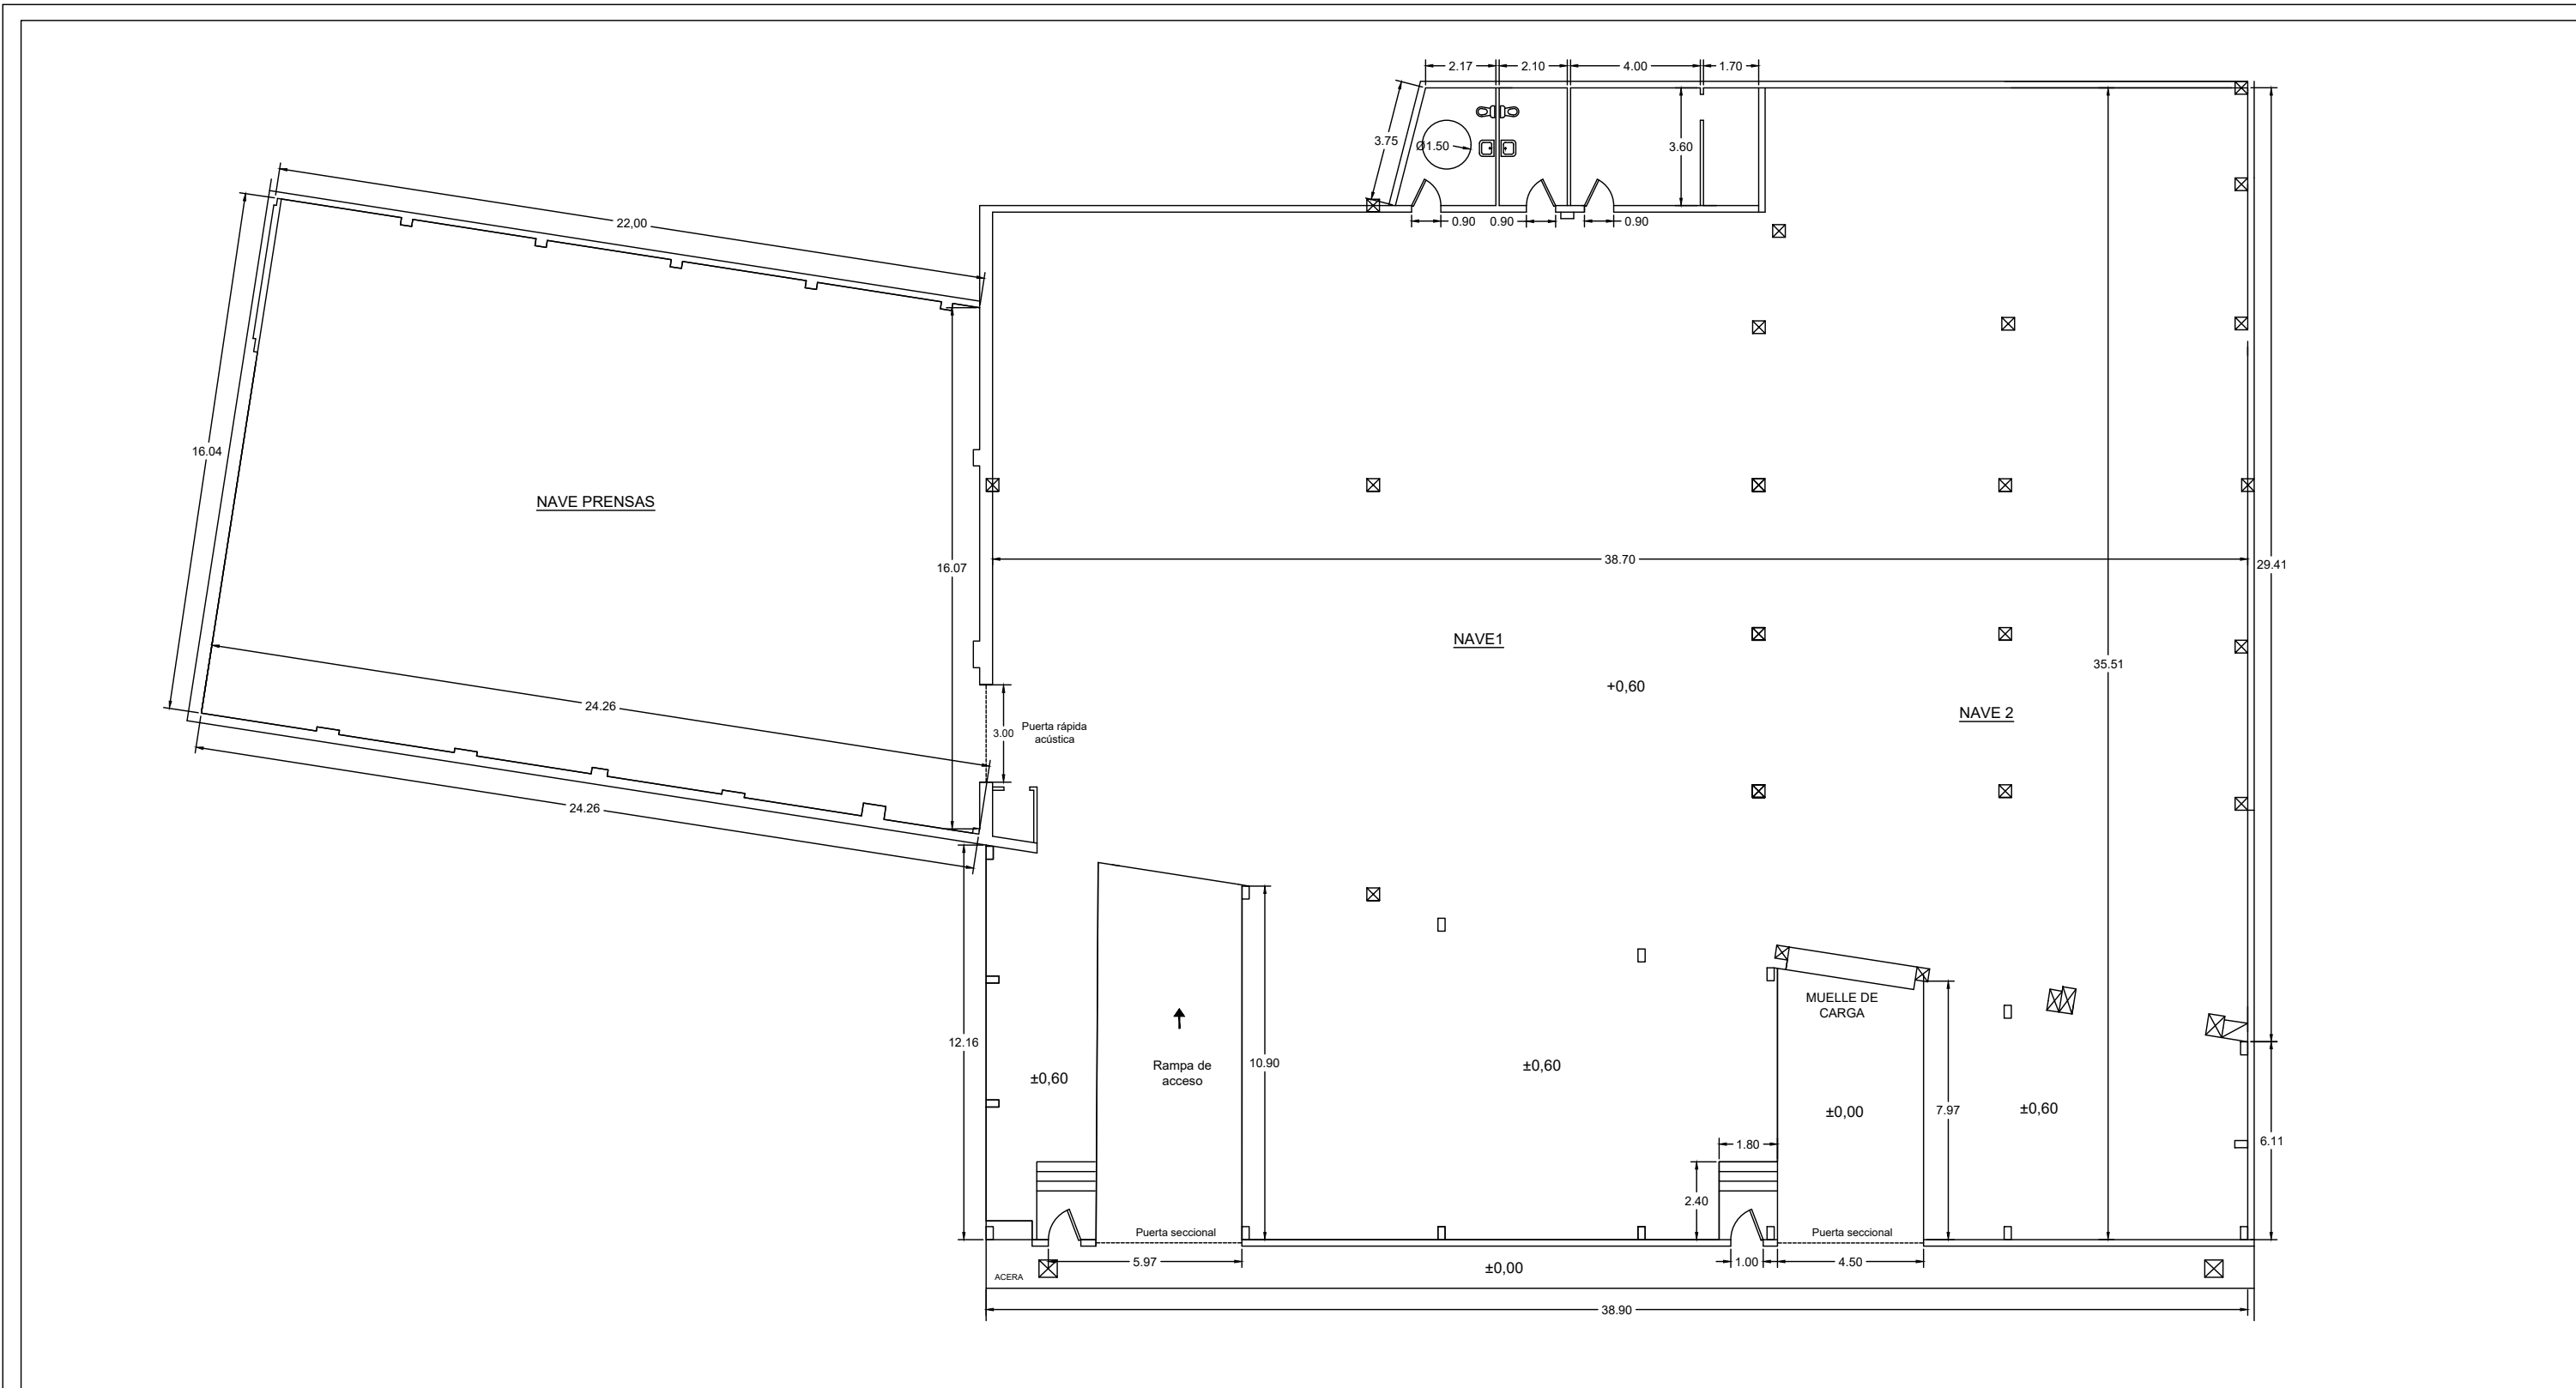 2.17
2.10
4.00
1.70
3.75
Ø1.50
3.60
0.90
0.90
0.90
22,00
16.04
NAVE PRENSAS
16.07
38.70
29.41
NAVE1
+0,60
35.51
NAVE 2
24.26
3.00
Puerta rápida
acústica
24.26
MUELLE DE
CARGA
12.16
±0,60
Rampa de
acceso
10.90
±0,60
±0,00
7.97
±0,60
1.80
6.11
2.40
Puerta seccional
Puerta seccional
5.97
±0,00
1.00
4.50
ACERA
38.90